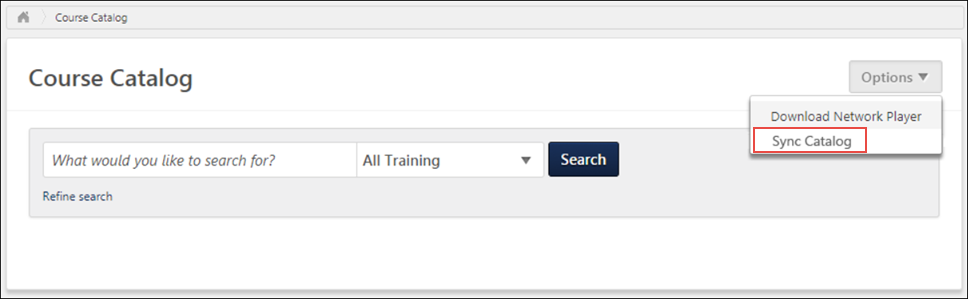 Course Catalog
Course Catalog
Options
Download Network Player
Sync Catalog
What would you like to search for?
All Training
Search
Refine search